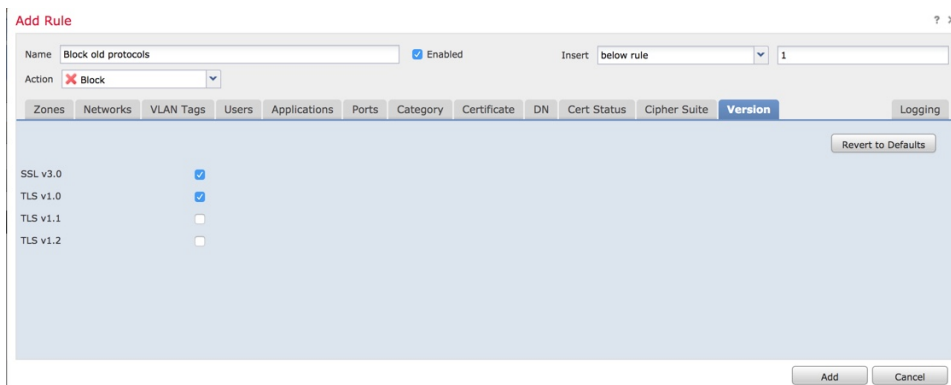 Add Rule ?
Name Block old protocols Enabled Insert below rule 1
Action Block
Zones Networks VLAN Tags Users Applications Ports Category Certificate DN Cert Status Cipher Suite Version Logging
Revert to Defaults
SSL v3.0
TLS v1.0
TLS v1.1
TLS v1.2
Add Cancel